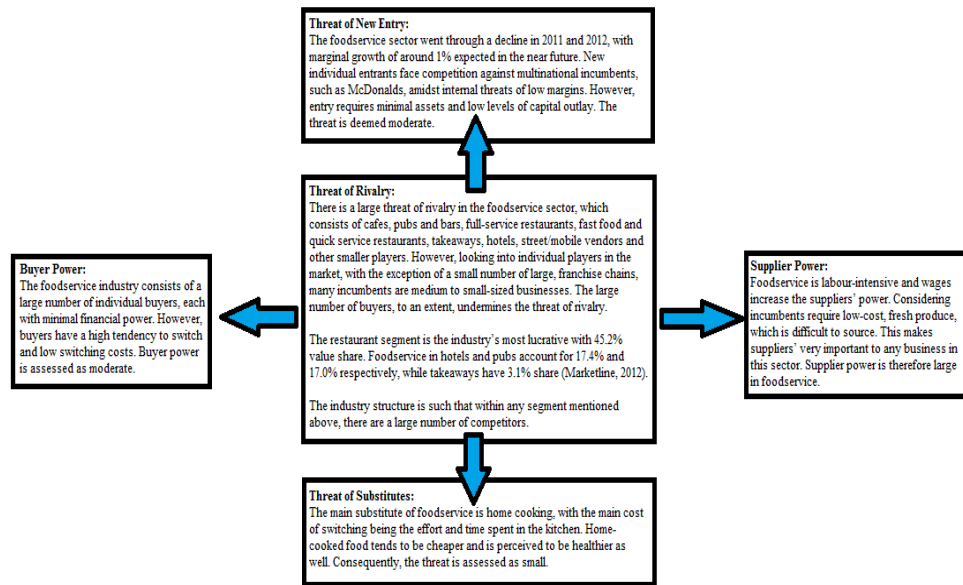 Threat of New Entry:
The foodservice sector went through a decline in 2011 and 2012, with
marginal growth of around 1% expected in the near future. New
individual entrants face competition against multinational incumbents,
such as McDonalds, amidst internal threats of low margins. However,
entry requires minimal assets and low levels of capital outlay. The
threat is deemed moderate.
Threat of Rivalry:
There is a large threat of rivalry in the foodservice sector, which
consists of cafes, pubs and bars, full-service restaurants, fast food and
quick service restaurants, takeaways, hotels, street/mobile vendors and
other smaller players. However, looking into individual players in the
market, with the exception of a small number of large, franchise chains,
many incumbents are medium to small-sized businesses. The large
number of buyers, to an extent, undermines the threat of rivalry.
The restaurant segment is the industry's most lucrative with 45.2%
value share. Foodservice in hotels and pubs account for 17.4% and
17.0% respectively, while takeaways have 3.1% share (Marketline, 2012).
The industry structure is such that within any segment mentioned
above, there are a large number of competitors.
Buyer Power:
The foodservice industry consists of a
large number of individual buyers, each
with minimal financial power. However,
buyers have a high tendency to switch
and low switching costs. Buyer power
is assessed as moderate.
Supplier Power:
Foodservice is labour-intensive and wages
increase the suppliers' power. Considering
incumbents require low-cost, fresh produce,
which is difficult to source. This makes
suppliers' very important to any business in
this sector. Supplier power is therefore large
in foodservice.
Threat of Substitutes:
The main substitute of foodservice is home cooking, with the main cost
of switching being the effort and time spent in the kitchen. Home-
cooked food tends to be cheaper and is perceived to be healthier as
well. Consequently, the threat is assessed as small.